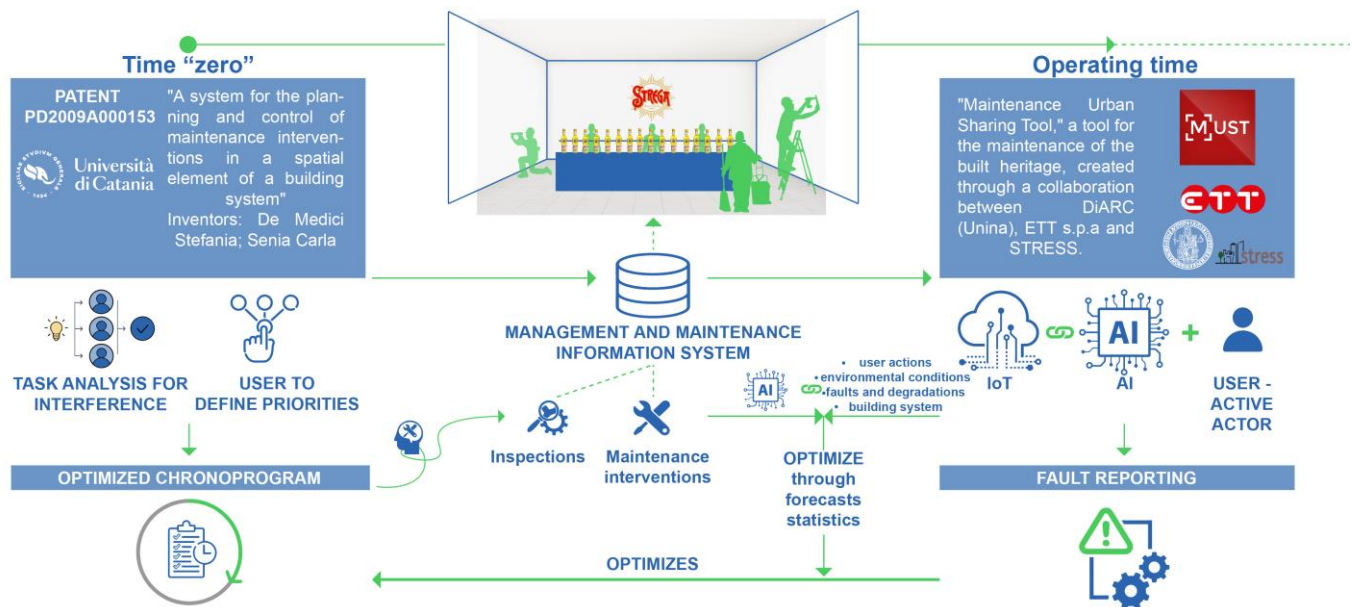 Time "zero"
PATENT
PD2009A000153
Università
di Catania
"A system for the plan-
ning and control of
maintenance interven-
tions in a spatial
element of a building
system"
Inventors: De Medici
Stefania; Senia Carla
STREGA
Operating time
"Maintenance Urban
Sharing Tool," a tool for
the maintenance of the
built heritage, created
through a collaboration
between DiARC
(Unina), ETT s.p.a and
STRESS.
[M]UST
ETT
stress
TASK ANALYSIS FOR
INTERFERENCE
USER TO
DEFINE PRIORITIES
MANAGEMENT AND MAINTENANCE
INFORMATION SYSTEM
AI
• user actions
•environmental conditions
•faults and degradations
• building system
IoT
AI
AI
USER -
ACTIVE
ACTOR
Inspections
Maintenance
interventions
OPTIMIZE
through
forecasts
statistics
OPTIMIZED CHRONOPROGRAM
FAULT REPORTING
OPTIMIZES